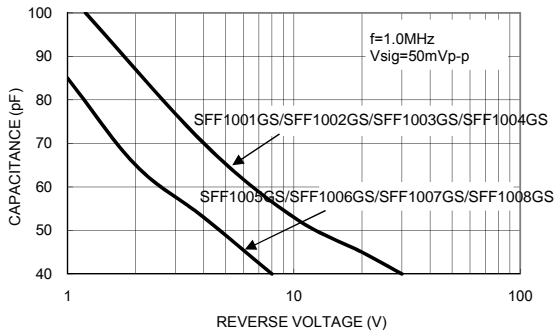 100
90
80
70
60
50
40
CAPACITANCE (pF)
f=1.0MHz
Vsig=50mVp-p
SFF1001GS/SFF1002GS/SFF1003GS/SFF1004GS
SFF1005GS/SFF1006GS/SFF1007GS/SFF1008GS
1
10
100
REVERSE VOLTAGE (V)